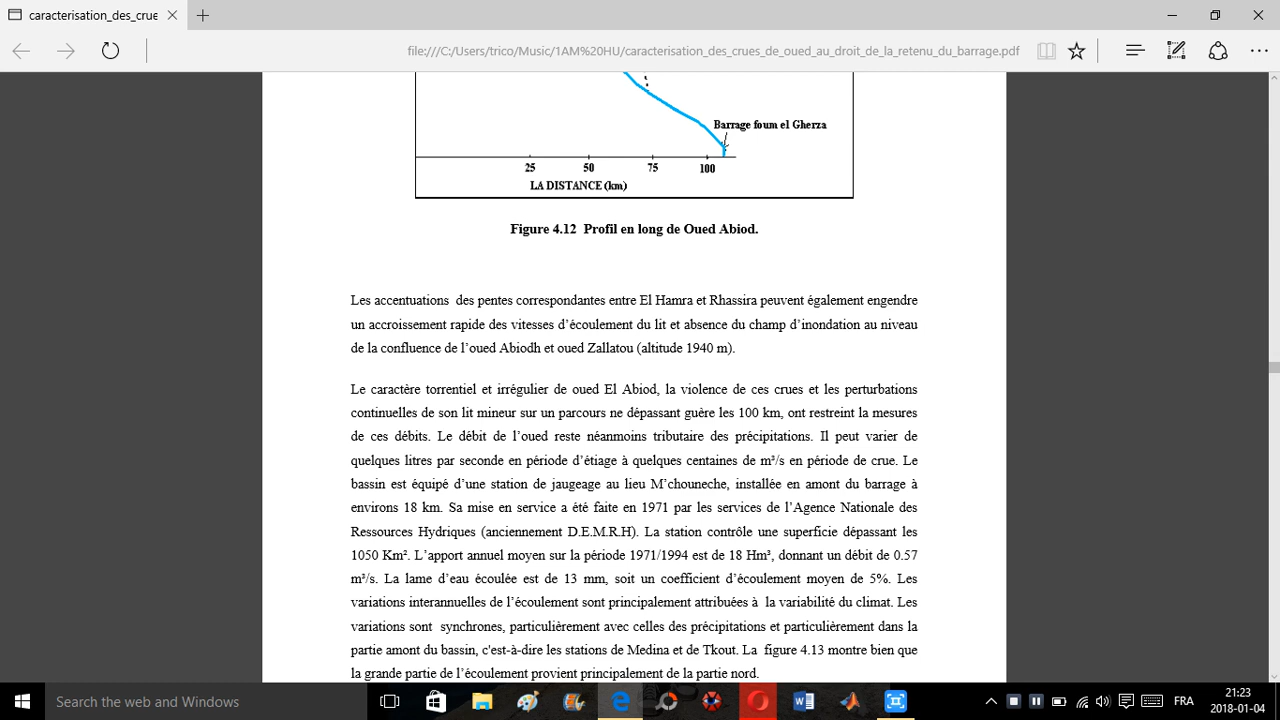 caracterisation_des_crue
file:///C:/Users/trico/Music/1AM%20HU/caracterisation_des_crues_de_oued_au_droit_de_la_retenu_du_barrage.pdf
Barrage foum el Gherza
25 50 75 100
LA DISTANCE (km)
Figure 4.12 Profil en long de Oued Abiod.
Les accentuations des pentes correspondantes entre El Hamra et Rhassira peuvent également engendre
un accroissement rapide des vitesses d’écoulement du lit et absence du champ d’inondation au niveau
de la confluence de l’oued Abiodh et oued Zallatou (altitude 1940 m).
Le caractère torrentiel et irrégulier de oued El Abiod, la violence de ces crues et les perturbations
continuelles de son lit mineur sur un parcours ne dépassant guère les 100 km, ont restreint la mesures
de ces débits. Le débit de l’oued reste néanmoins tributaire des précipitations. Il peut varier de
quelques litres par seconde en période d’étiage à quelques centaines de m³/s en période de crue. Le
bassin est équipé d’une station de jaugeage au lieu M’chouneche, installée en amont du barrage à
environs 18 km. Sa mise en service a été faite en 1971 par les services de l’Agence Nationale des
Ressources Hydriques (anciennement D.E.M.R.H). La station contrôle une superficie dépassant les
1050 Km². L’apport annuel moyen sur la période 1971/1994 est de 18 Hm³, donnant un débit de 0.57
m³/s. La lame d’eau écoulée est de 13 mm, soit un coefficient d’écoulement moyen de 5%. Les
variations interannuelles de l’écoulement sont principalement attribuées à la variabilité du climat. Les
variations sont synchrones, particulièrement avec celles des précipitations et particulièrement dans la
partie amont du bassin, c'est-à-dire les stations de Medina et de Tkout. La figure 4.13 montre bien que
la grande partie de l’écoulement provient principalement de la partie nord.
Search the web and Windows
FRA
21:23
2018-01-04